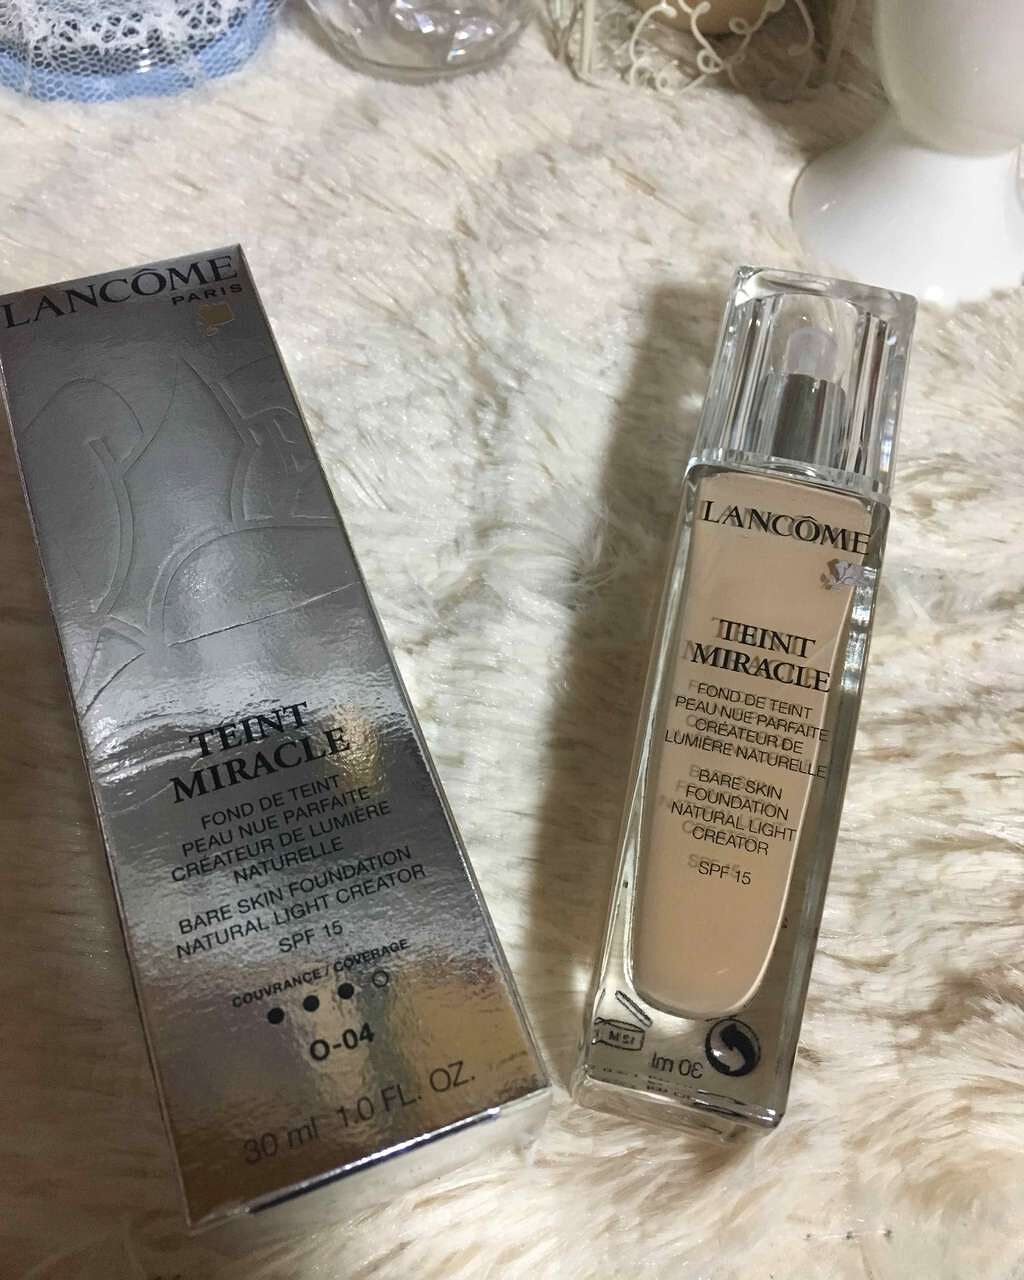 LANCÔME
PARIS
TEINT
MIRACLE
FOND DE TEINT
PEAU NUE PARFAITE
CRÉATEUR DE LUMIÈRE
NATURELLE
BARE SKIN FOUNDATION
NATURAL LIGHT CREATOR
SPF 15
COUVRANCE / COVERAGE
O-04
30 ml 1.0 FL. OZ.
LANCÔME
TEINT
MIRACLE
FOND DE TEINT
PEAU NUE PARFAITE
CRÉATEUR DE
LUMIÈRE NATURELLE
BARE SKIN
FOUNDATION
NATURAL LIGHT
CREATOR
SPF 15
12 M
30 ml